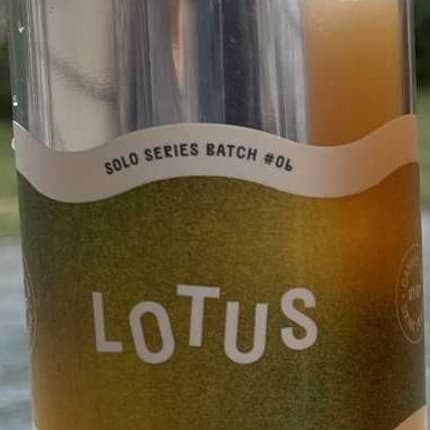 SOLO SERIES BATCH #06
LOTUS